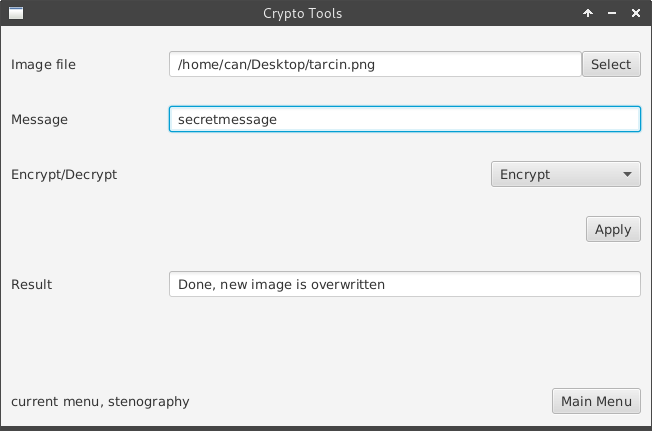 Crypto Tools
Image file /home/can/Desktop/tarcin.png Select
Message secretmessage
Encrypt/Decrypt Encrypt
Apply
Result Done, new image is overwritten
current menu, stenography Main Menu